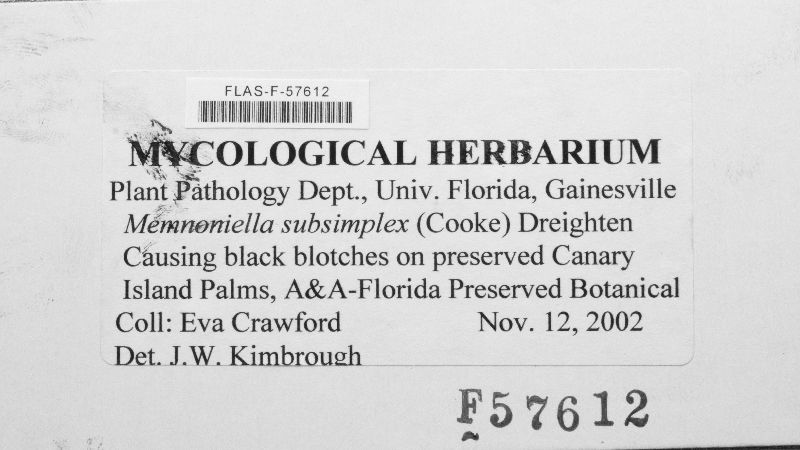 FLAS-F-57612
MYCOLOGICAL HERBARIUM
Plant Pathology Dept., Univ. Florida, Gainesville
Memnoniella subsimplex (Cooke) Dreighten
Causing black blotches on preserved Canary
Island Palms, A&A-Florida Preserved Botanical
Coll: Eva Crawford Nov. 12, 2002
Det. J.W. Kimbrough
F57612